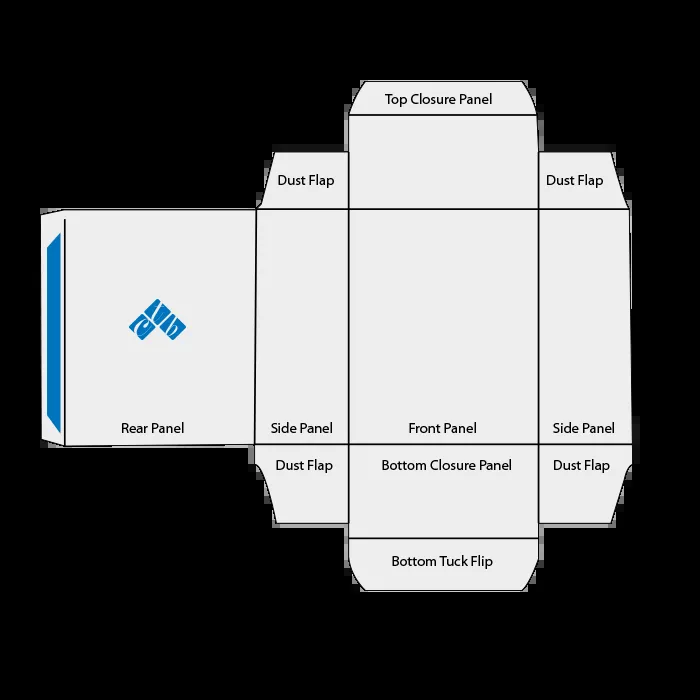 Top Closure Panel
Dust Flap
Dust Flap
Rear Panel
Side Panel
Front Panel
Side Panel
Dust Flap
Bottom Closure Panel
Dust Flap
Bottom Tuck Flip